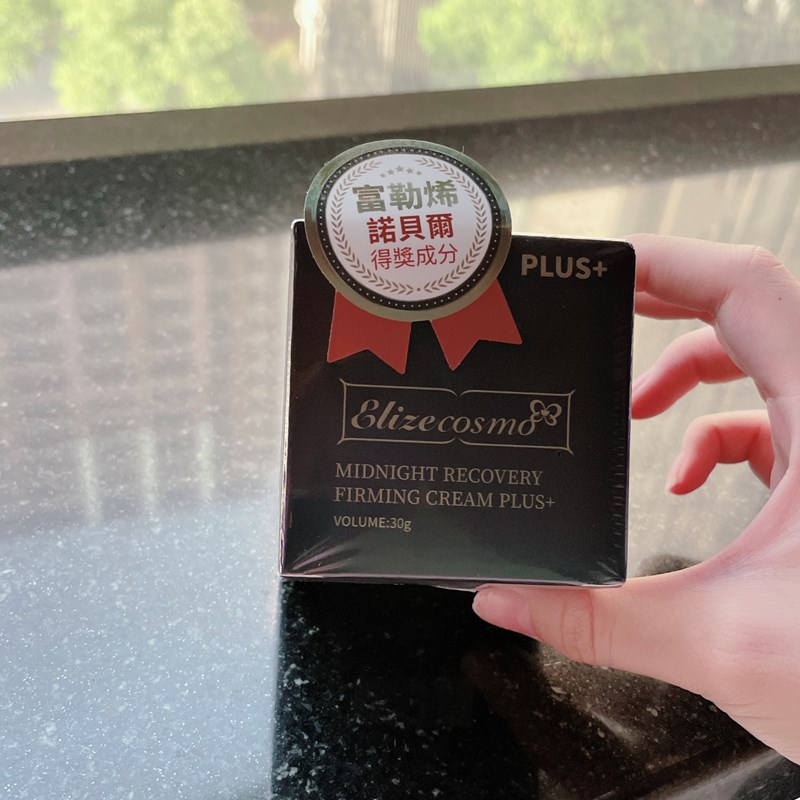 富勒烯
諾貝爾
得獎成分
PLUS+
Elizecosmo
MIDNIGHT RECOVERY
FIRMING CREAM PLUS+
VOLUME:30g